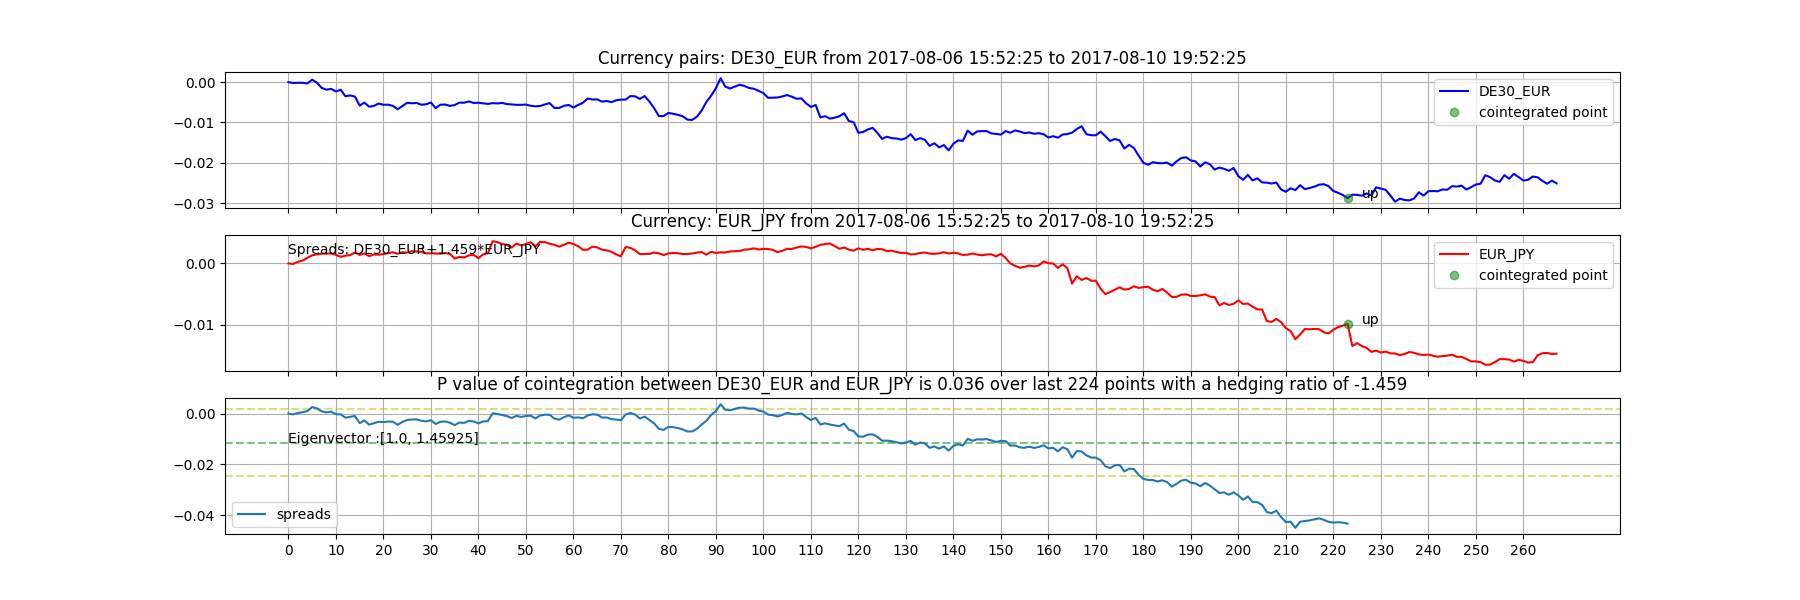 Currency pairs: DE30_EUR from 2017-08-06 15:52:25 to 2017-08-10 19:52:25
0.00
−0.01
−0.02
−0.03
DE30_EUR
cointegrated point
up
Currency: EUR_JPY from 2017-08-06 15:52:25 to 2017-08-10 19:52:25
Spreads: DE30_EUR+1.459*EUR_JPY
0.00
−0.01
EUR_JPY
cointegrated point
up
P value of cointegration between DE30_EUR and EUR_JPY is 0.036 over last 224 points with a hedging ratio of -1.459
0.00
−0.02
−0.04
Eigenvector :[1.0, 1.45925]
spreads
0 10 20 30 40 50 60 70 80 90 100 110 120 130 140 150 160 170 180 190 200 210 220 230 240 250 260